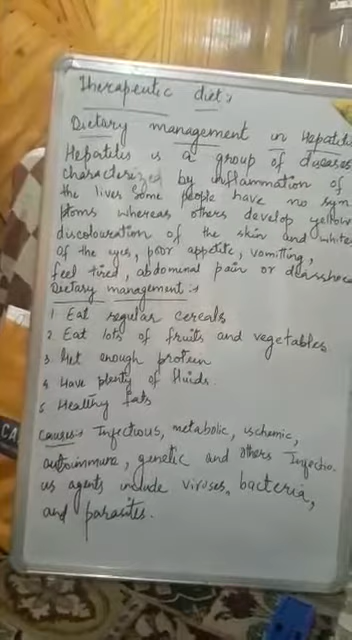 Therapeutic diet:
Dietary management in Hepatitis
Hepatitis is a group of diseases
characterized by inflammation of
the liver Some people have no sym
ptoms whereas others develop yellow
discolouration of the skin and white
of the eyes, poor appetite, vomitting,
feel tired, abdominal pain or diarrhoea
Dietary management:
1 Eat regular cereals
2 Eat lots of fruits and vegetables
3. Get enough protein
4 Have plenty of fluids.
5 Healthy fats
Causes: Infectious, metabolic, ischemic,
autoimmune, genetic and others Infectio
us agents include viruses, bacteria,
and parasites.
CA